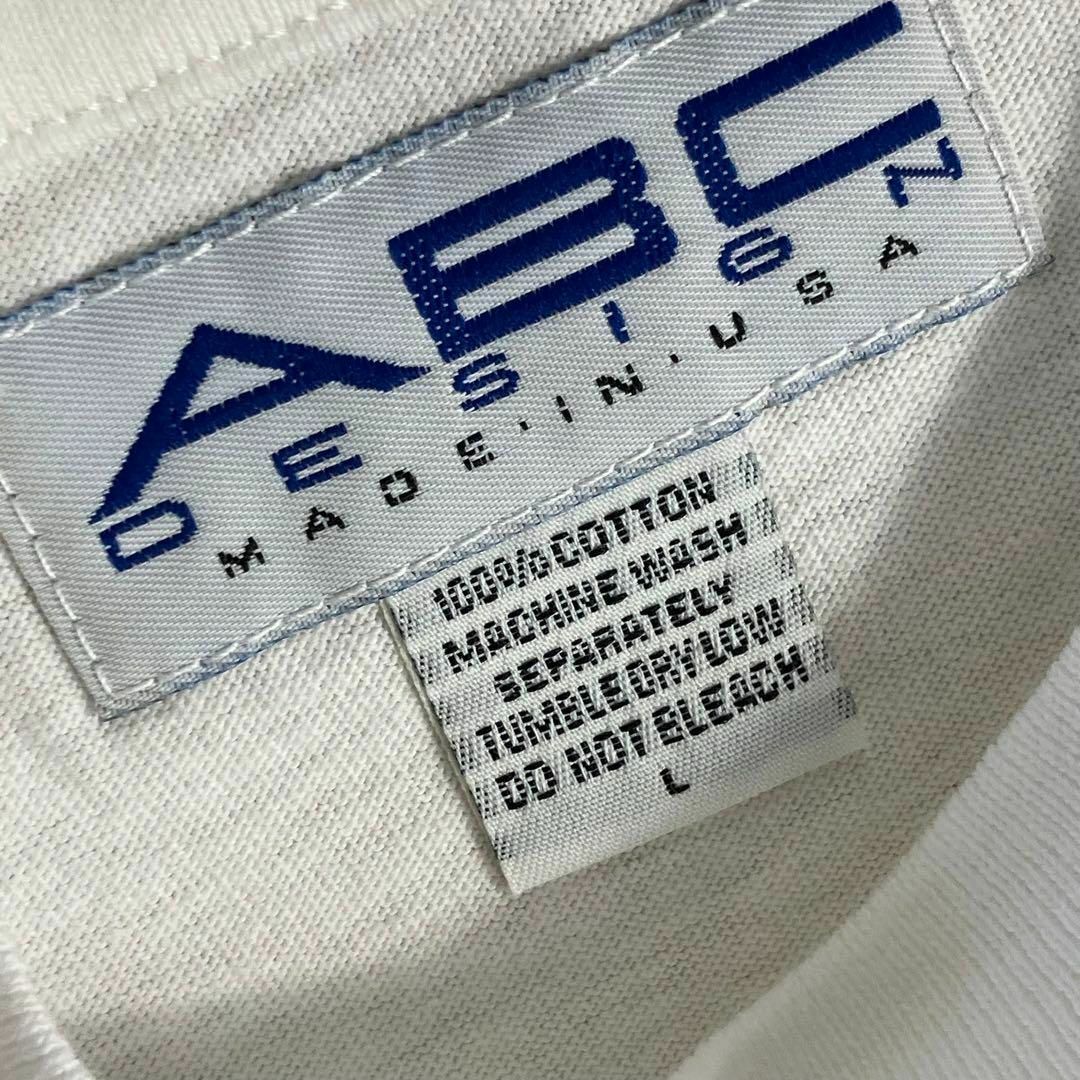 ABC
DESIGN
MADE·IN·USA
100% COTTON
MACHINE WASH
SEPARATELY
TUMBLE DRY/LOW
DO NOT BLEACH
L